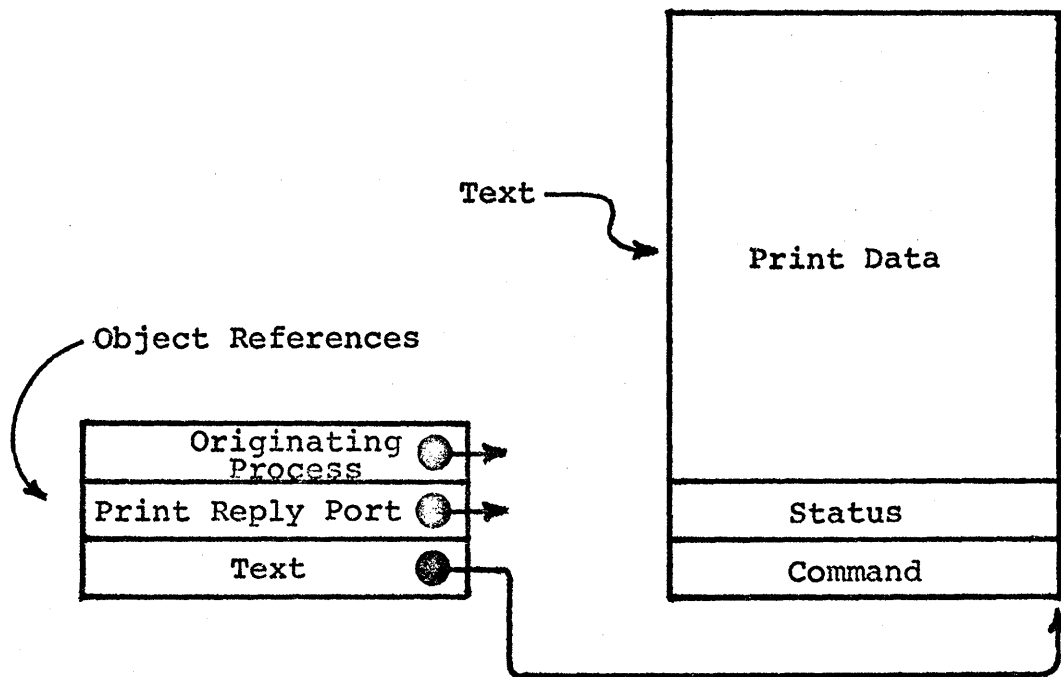 Text
Print Data
Object References
Originating
Process
Print Reply Port
Text
Status
Command